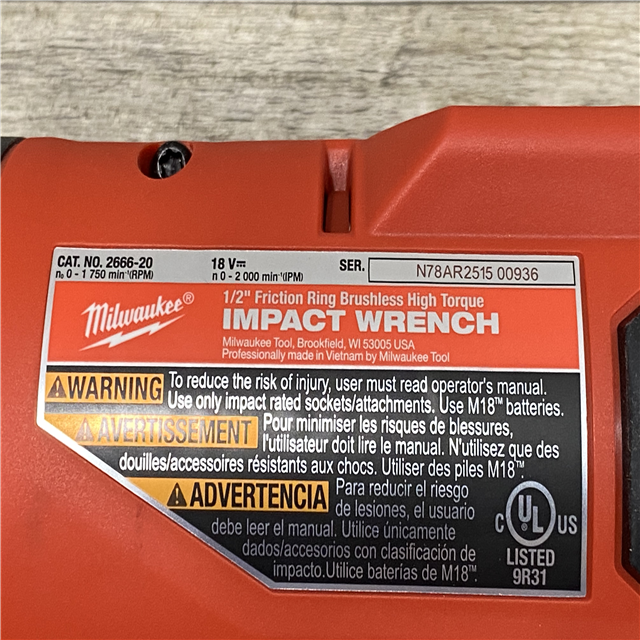 CAT. NO. 2666-20 18 V⎓ SER. N78AR2515 00936
n₀ 0 - 1 750 min⁻¹(RPM) n 0 - 2 000 min⁻¹(IPM)
Milwaukee®
1/2" Friction Ring Brushless High Torque
IMPACT WRENCH
Milwaukee Tool, Brookfield, WI 53005 USA
Professionally made in Vietnam by Milwaukee Tool
⚠WARNING To reduce the risk of injury, user must read operator's manual.
Use only impact rated sockets/attachments. Use M18™ batteries.
⚠AVERTISSEMENT Pour minimiser les risques de blessures,
l'utilisateur doit lire le manual. N'utilisez que des
douilles/accessoires résistants aux chocs. Utiliser des piles M18™.
⚠ADVERTENCIA Para reducir el riesgo
de lesiones, el usuario
debe leer el manual. Utilice únicamente
dados/accesorios con clasificación de
impacto.Utilice baterías de M18™.
C UL US
LISTED
9R31